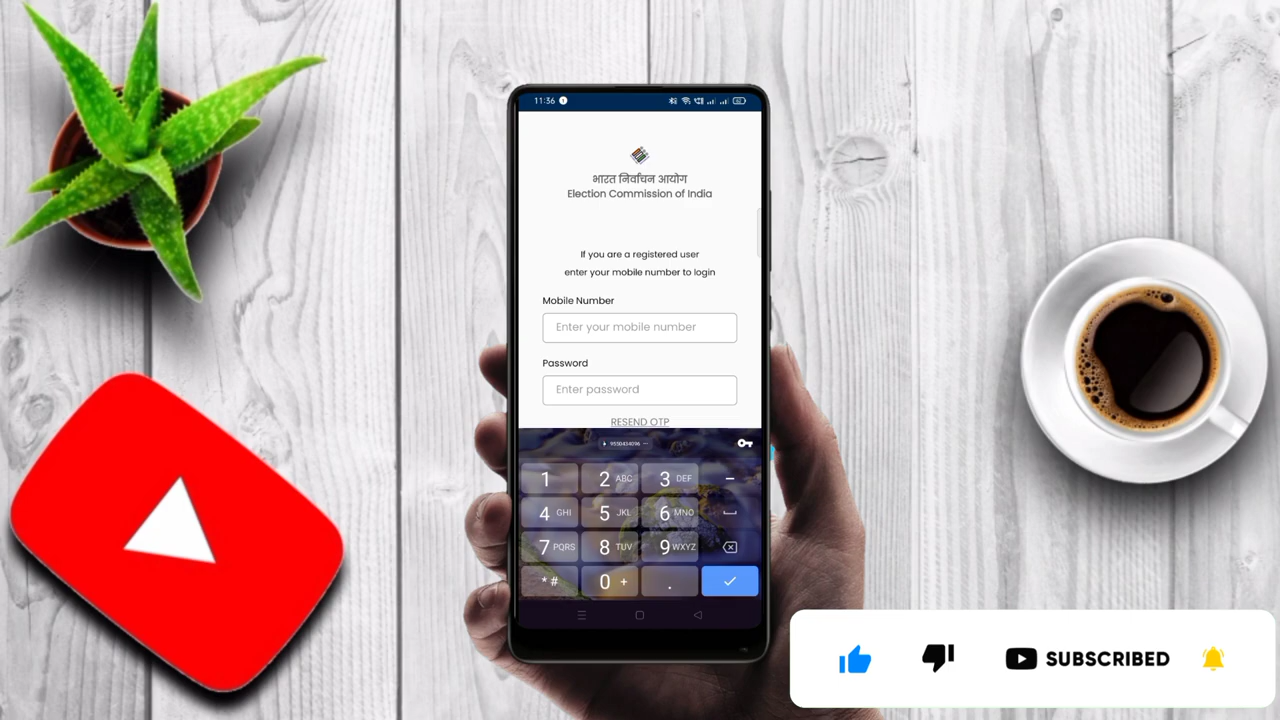 11:36
भारत निर्वाचन आयोग
Election Commission of India
If you are a registered user
enter your mobile number to login
Mobile Number
Enter your mobile number
Password
Enter password
RESEND OTP
9550434096
1 2 ABC 3 DEF –
4 GHI 5 JKL 6 MNO
7 PQRS 8 TUV 9 WXYZ
* # 0 + .
SUBSCRIBED